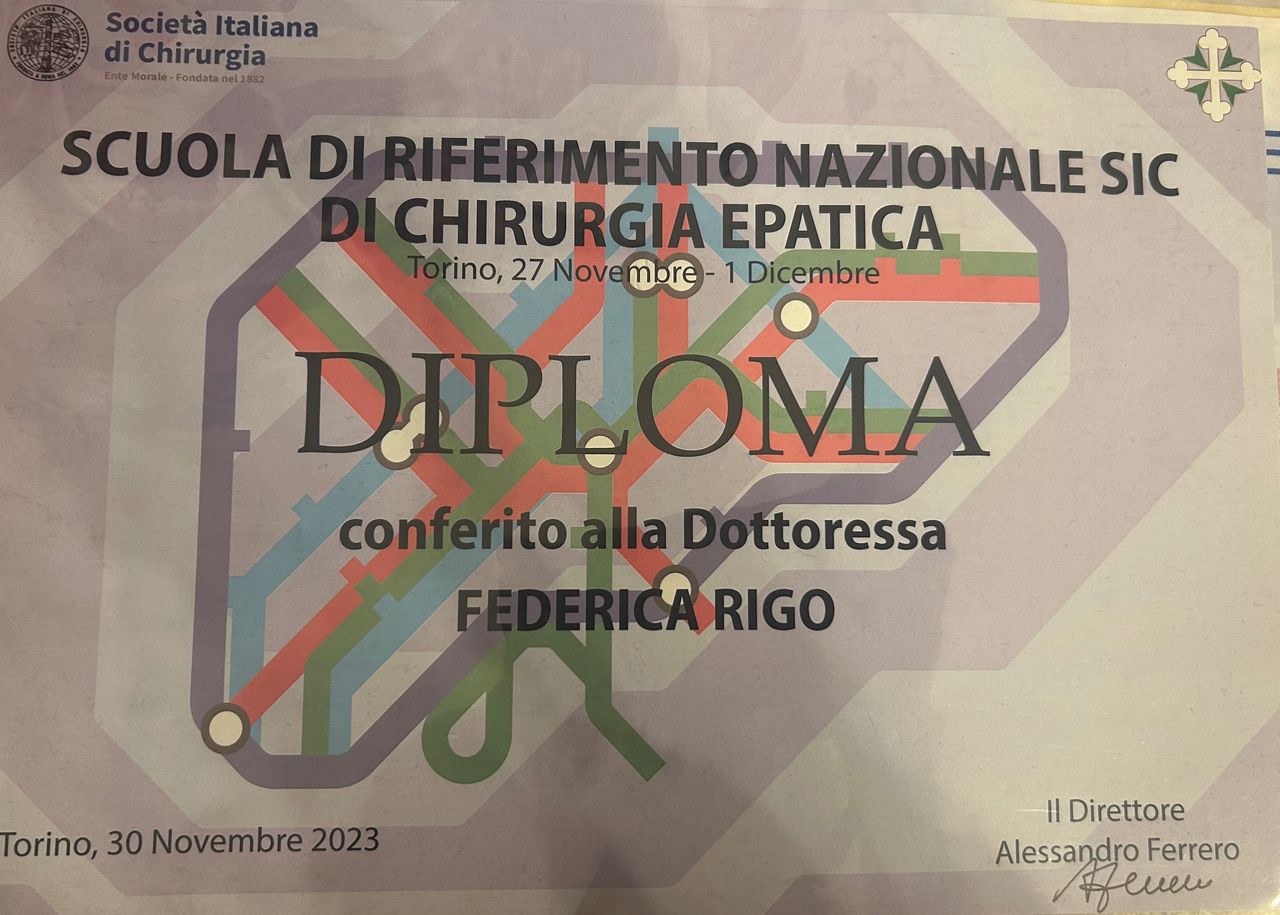 Società Italiana
di Chirurgia
Ente Morale - Fondata nel 1882
SCUOLA DI RIFERIMENTO NAZIONALE SIC
DI CHIRURGIA EPATICA
Torino, 27 Novembre - 1 Dicembre
DIPLOMA
conferito alla Dottoressa
FEDERICA RIGO
Torino, 30 Novembre 2023
Il Direttore
Alessandro Ferrero